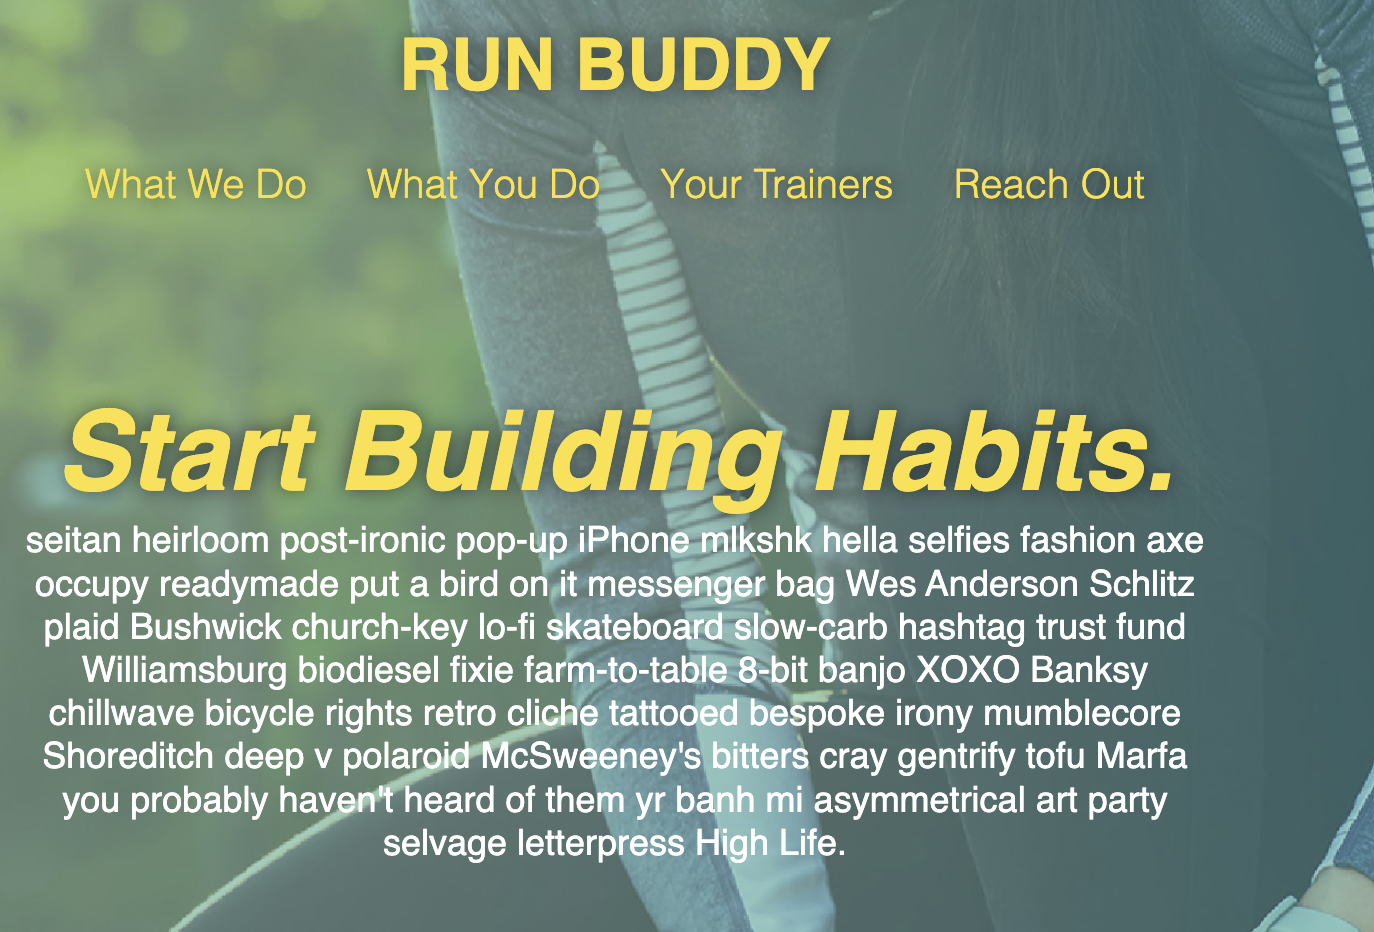 RUN BUDDY
What We Do What You Do Your Trainers Reach Out
Start Building Habits.
seitan heirloom post-ironic pop-up iPhone mlkshk hella selfies fashion axe
occupy readymade put a bird on it messenger bag Wes Anderson Schlitz
plaid Bushwick church-key lo-fi skateboard slow-carb hashtag trust fund
Williamsburg biodiesel fixie farm-to-table 8-bit banjo XOXO Banksy
chillwave bicycle rights retro cliche tattooed bespoke irony mumblecore
Shoreditch deep v polaroid McSweeney's bitters cray gentrify tofu Marfa
you probably haven't heard of them yr banh mi asymmetrical art party
selvage letterpress High Life.